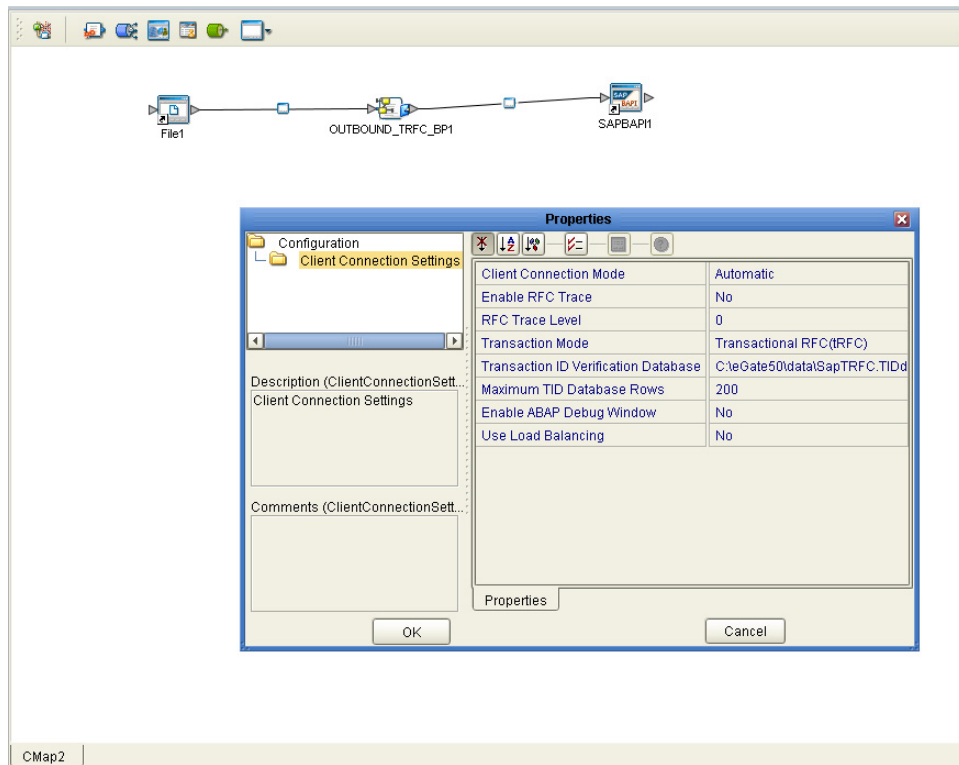 File1
OUTBOUND_TRFC_BP1
SAP
BAPI
SAPBAPI1
Properties
Configuration
Client Connection Settings
Description (ClientConnectionSett...
Client Connection Settings
Comments (ClientConnectionSett...
Client Connection Mode Automatic
Enable RFC Trace No
RFC Trace Level 0
Transaction Mode Transactional RFC(tRFC)
Transaction ID Verification Database C:\eGate50\data\SapTRFC.TIDd
Maximum TID Database Rows 200
Enable ABAP Debug Window No
Use Load Balancing No
Properties
OK
Cancel
CMap2